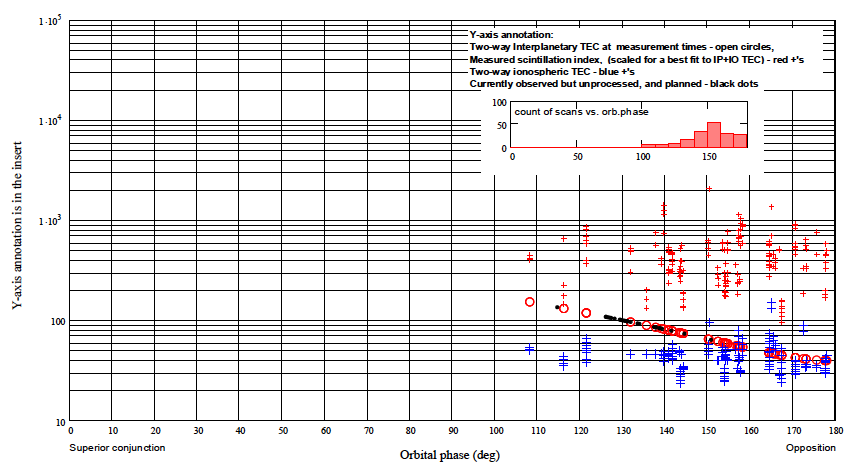 1·10⁵
Y-axis annotation:
Two-way Interplanetary TEC at measurement times - open circles,
Measured scintillation index, (scaled for a best fit to IP+IO TEC) - red +'s
Two-way ionospheric TEC - blue +'s
Currently observed but unprocessed, and planned - black dots
100
50
0
count of scans vs. orb.phase
0 50 100 150
1·10⁴
1·10³
100
10
Y-axis annotation is in the insert
0 10 20 30 40 50 60 70 80 90 100 110 120 130 140 150 160 170 180
Superior conjunction Opposition
Orbital phase (deg)